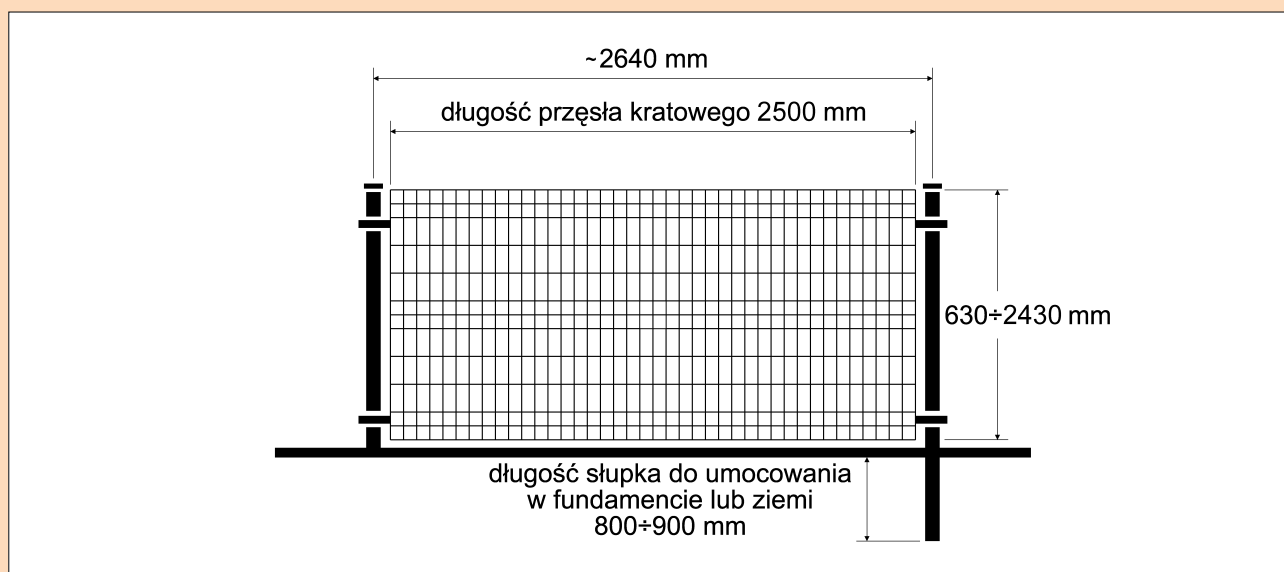 ~2640 mm
długość przęsła kratowego 2500 mm
630÷2430 mm
długość słupka do umocowania
w fundamencie lub ziemi
800÷900 mm